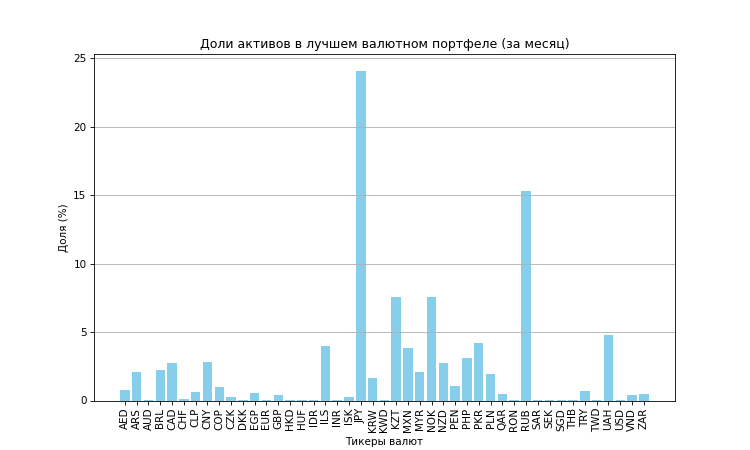 Доли активов в лучшем валютном портфеле (за месяц)
25
20
15
10
5
0
Доля (%)
AED
ARS
AUD
BRL
CAD
CHF
CLP
CNY
COP
CZK
DKK
EGP
EUR
GBP
HKD
HUF
IDR
ILS
INR
ISK
JPY
KRW
KWD
KZT
MXN
MYR
NOK
NZD
PEN
PHP
PKR
PLN
QAR
RON
RUB
SAR
SEK
SGD
THB
TRY
TWD
UAH
USD
VND
ZAR
Тикеры валют